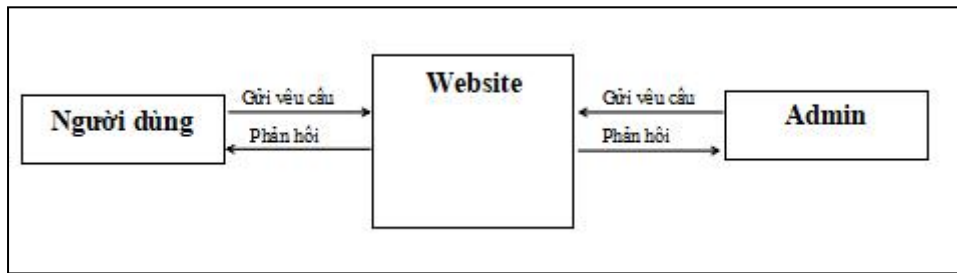 Website
Gửi yêu cầu
Gửi yêu cầu
Người dùng
Admin
Phản hồi
Phản hồi